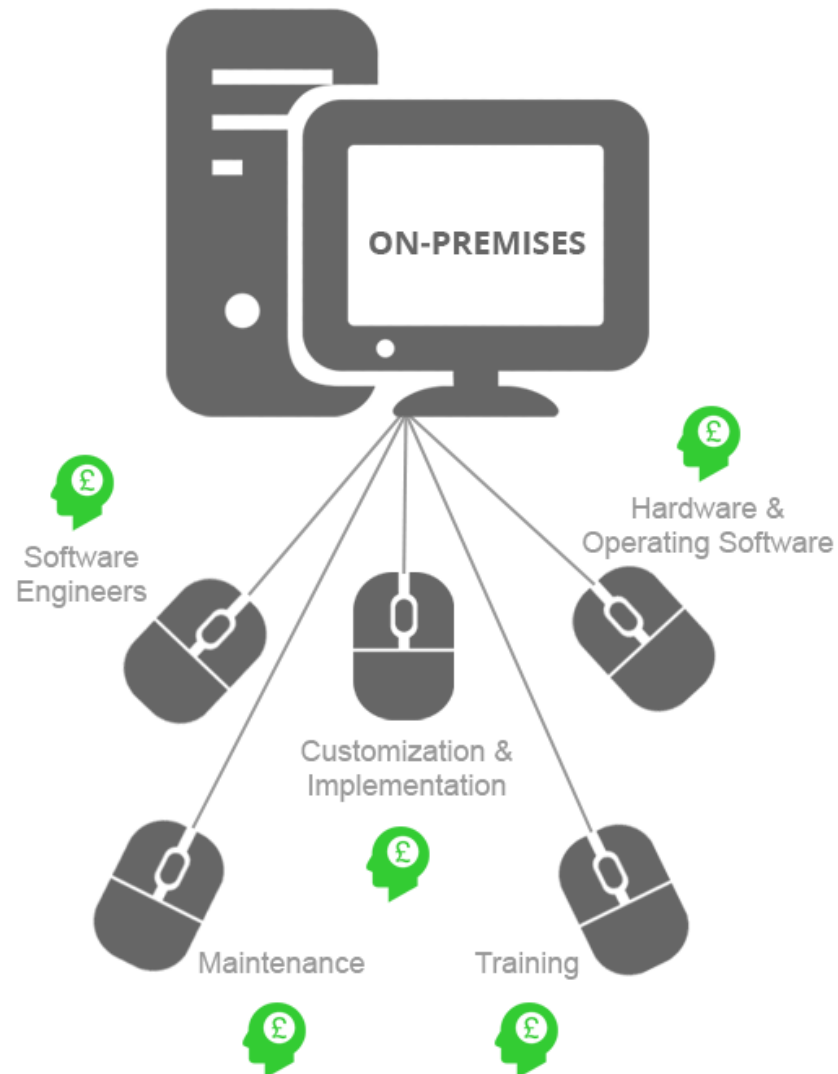 ON-PREMISES
£
Hardware &
Operating Software
£
Software
Engineers
Customization &
Implementation
£
Maintenance
£
Training
£